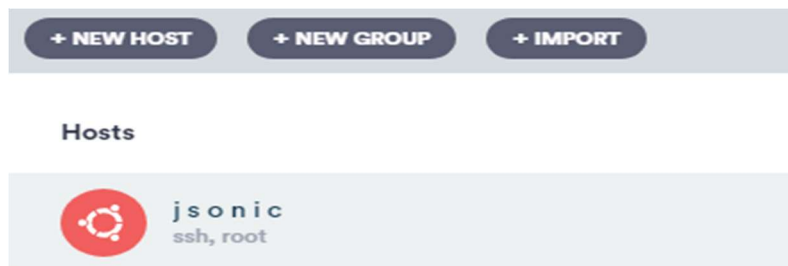 + NEW HOST + NEW GROUP + IMPORT
Hosts
jsonic
ssh, root